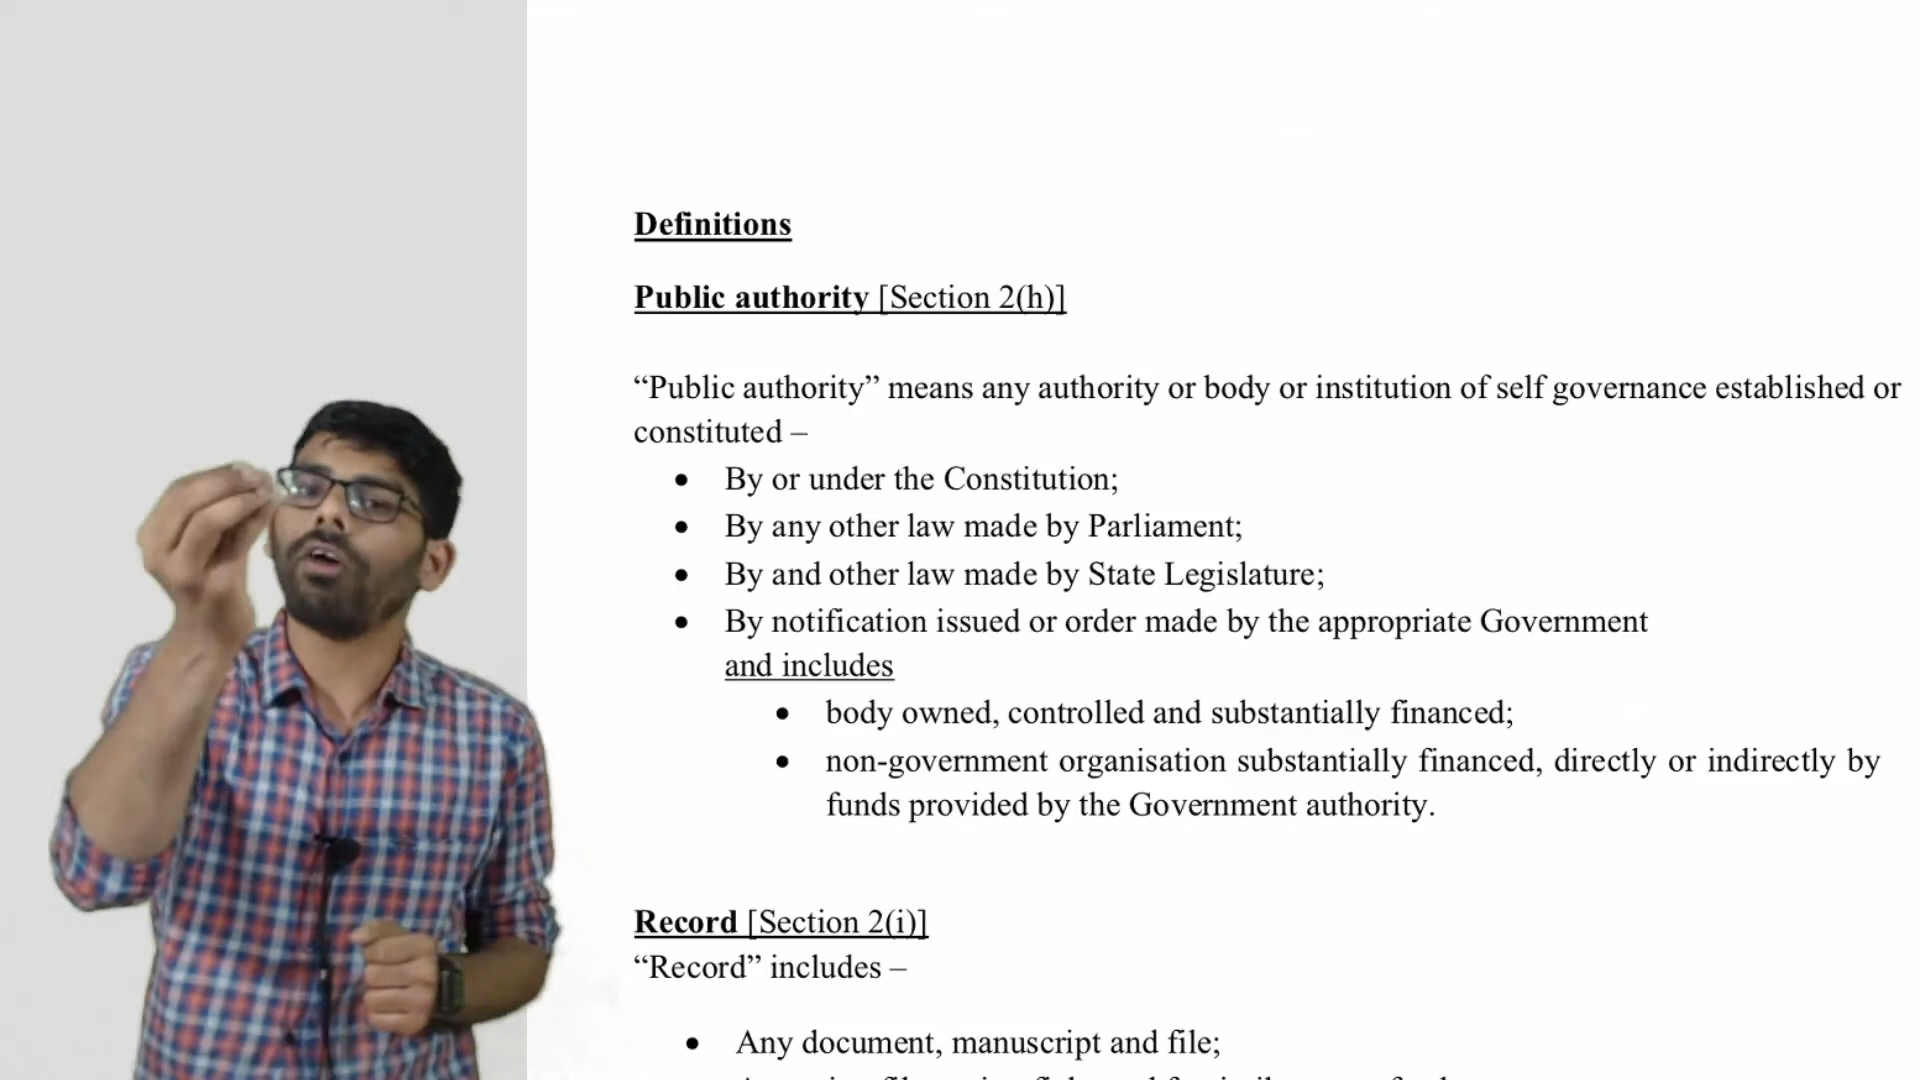 Definitions
Public authority [Section 2(h)]
“Public authority” means any authority or body or institution of self governance established or
constituted –
• By or under the Constitution;
• By any other law made by Parliament;
• By and other law made by State Legislature;
• By notification issued or order made by the appropriate Government
and includes
• body owned, controlled and substantially financed;
• non-government organisation substantially financed, directly or indirectly by
funds provided by the Government authority.
Record [Section 2(i)]
“Record” includes –
• Any document, manuscript and file;